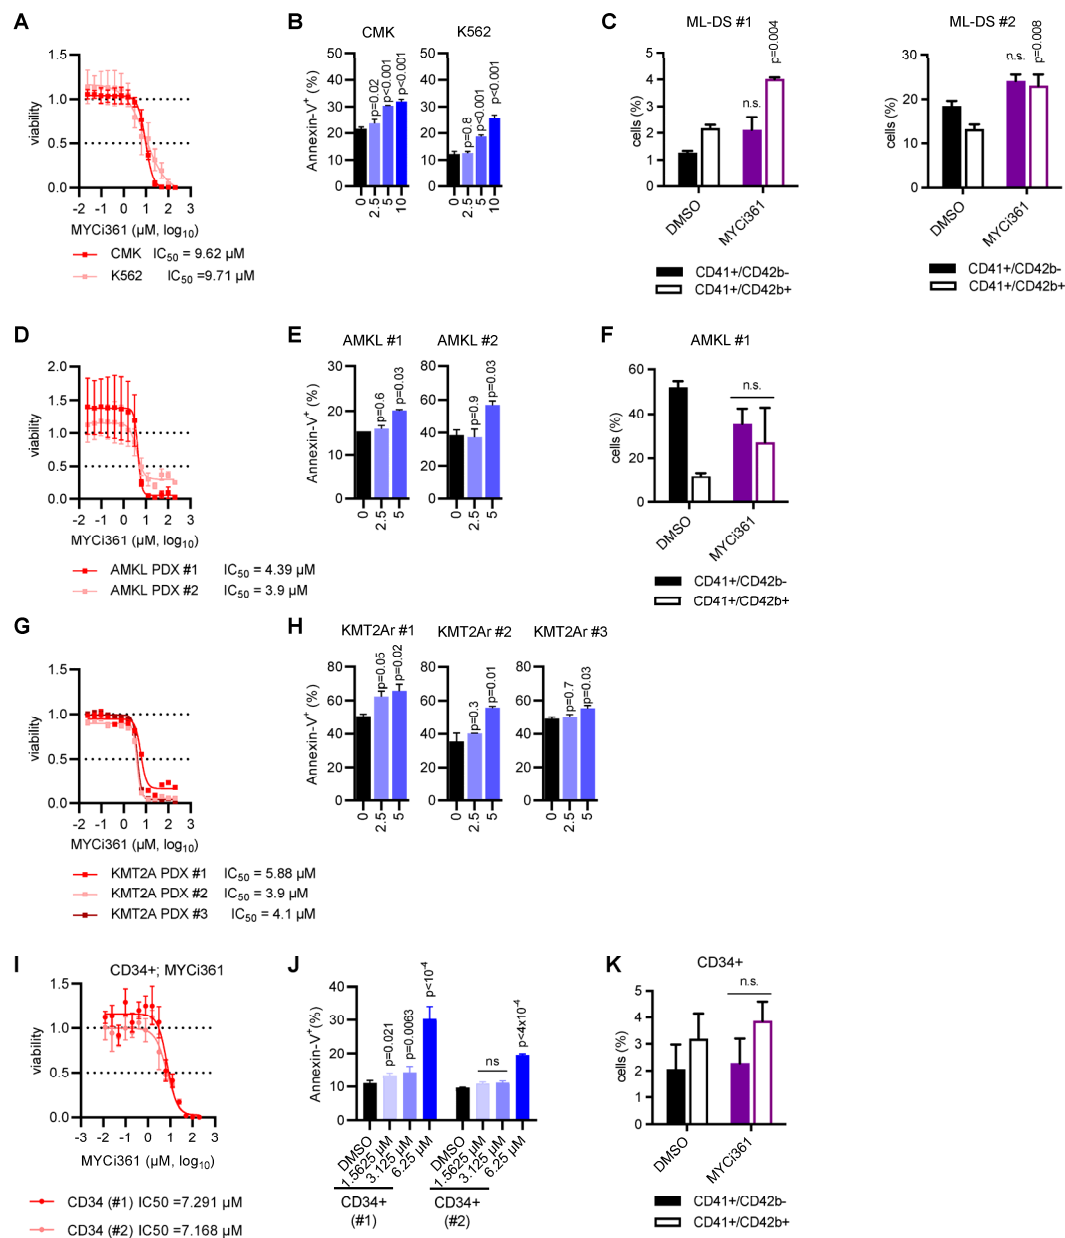 A
1.5
1.0
0.5
0.0
viability
-2 -1 0 1 2 3
MYCi361 (µM, log10)
CMK IC50 = 9.62 µM
K562 IC50 =9.71 µM
B
CMK
K562
Annexin-V+ (%)
50
40
30
20
10
0
p=0.02
p<0.001
p<0.001
0
2.5
5
10
50
40
30
20
10
0
p=0.8
p<0.001
p<0.001
0
2.5
5
10
C
ML-DS #1
cells (%)
5
4
3
2
1
0
n.s.
p=0.004
DMSO
MYCi361
CD41+/CD42b-
CD41+/CD42b+
ML-DS #2
cells (%)
30
20
10
0
n.s.
p=0.008
DMSO
MYCi361
CD41+/CD42b-
CD41+/CD42b+
D
viability
2.0
1.5
1.0
0.5
0.0
-2 -1 0 1 2 3
MYCi361 (µM, log10)
AMKL PDX #1 IC50 = 4.39 µM
AMKL PDX #2 IC50 = 3.9 µM
E
AMKL #1 AMKL #2
Annexin-V+ (%)
30
20
10
0
p=0.6
p=0.03
0
2.5
5
80
60
40
20
0
p=0.9
p=0.03
0
2.5
5
F
AMKL #1
cells (%)
60
40
20
0
n.s.
DMSO
MYCi361
CD41+/CD42b-
CD41+/CD42b+
G
viability
1.5
1.0
0.5
0.0
-2 -1 0 1 2 3
MYCi361 (µM, log10)
KMT2A PDX #1 IC50 = 5.88 µM
KMT2A PDX #2 IC50 = 3.9 µM
KMT2A PDX #3 IC50 = 4.1 µM
H
KMT2Ar #1 KMT2Ar #2 KMT2Ar #3
Annexin-V+ (%)
80
60
40
20
0
p=0.05
p=0.02
0
2.5
5
80
60
40
20
0
p=0.3
p=0.01
0
2.5
5
80
60
40
20
0
p=0.7
p=0.03
0
2.5
5
I
CD34+; MYCi361
viability
1.5
1.0
0.5
0.0
-3 -2 -1 0 1 2 3
MYCi361 (µM, log10)
CD34 (#1) IC50 =7.291 µM
CD34 (#2) IC50 =7.168 µM
J
Annexin-V+(%)
40
30
20
10
0
p=0.021
p=0.0063
p<10-4
ns
p<4x10-4
DMSO
1.5625 µM
3.125 µM
6.25 µM
DMSO
1.5625 µM
3.125 µM
6.25 µM
CD34+
(#1)
CD34+
(#2)
K
CD34+
cells (%)
5
4
3
2
1
0
n.s.
DMSO
MYCi361
CD41+/CD42b-
CD41+/CD42b+